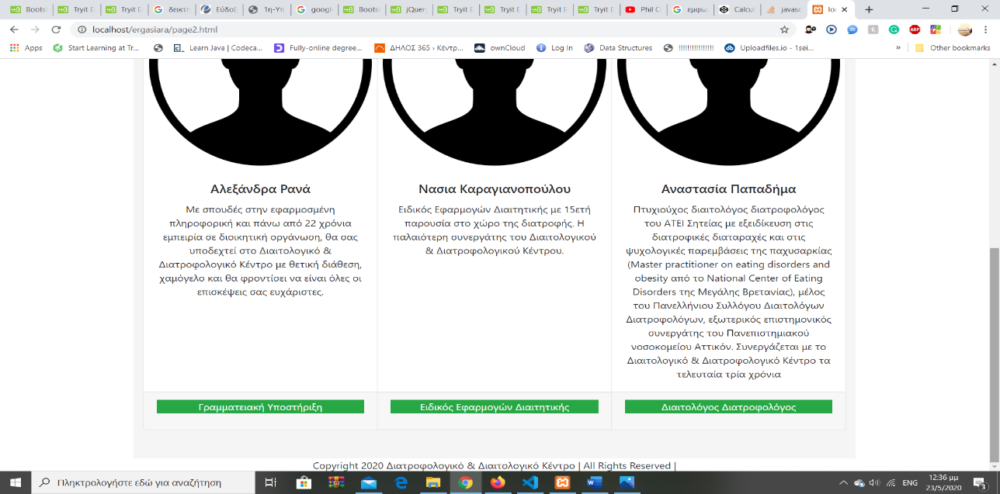 Boots
Tryit E
Tryit E
δεικτη
Εύδοξ
1η-Υπ
googl
Boots
jQuery
Tryit E
Tryit E
Tryit E
Tryit E
Phil C
εμφω
Calcul
javasc
loc
localhost/ergasiara/page2.html
Apps
Start Learning at Tr...
Learn Java | Codeca...
Fully-online degree...
ΔΗΛΟΣ 365 › Κέντρ...
ownCloud
Log In
Data Structures
!!!!!!!!!!!!!!!!
Uploadfiles.io - 1sei...
»
Other bookmarks
Αλεξάνδρα Ρανά
Με σπουδές στην εφαρμοσμένη
πληροφορική και πάνω από 22 χρόνια
εμπειρία σε διοικητική οργάνωση, θα σας
υποδεχτεί στο Διαιτολογικό &
Διατροφολογικό Κέντρο με θετική διάθεση,
χαμόγελο και θα φροντίσει να είναι όλες οι
επισκέψεις σας ευχάριστες.
Γραμματειακή Υποστήριξη
Νασια Καραγιανοπούλου
Ειδικός Εφαρμογών Διαιτητικής με 15ετή
παρουσία στο χώρο της διατροφής. Η
παλαιότερη συνεργάτης του Διαιτολογικού
& Διατροφολογικού Κέντρου.
Ειδικός Εφαρμογών Διαιτητικής
Αναστασία Παπαδήμα
Πτυχιούχος διαιτολόγος διατροφολόγος
του ΑΤΕΙ Σητείας με εξειδίκευση στις
διατροφικές διαταραχές και στις
ψυχολογικές παρεμβάσεις της παχυσαρκίας
(Master practitioner on eating disorders and
obesity από το National Center of Eating
Disorders της Μεγάλης Βρετανίας), μέλος
του Πανελλήνιου Συλλόγου Διαιτολόγων
Διατροφολόγων, εξωτερικός επιστημονικός
συνεργάτης του Πανεπιστημιακού
νοσοκομείου Αττικόν. Συνεργάζεται με το
Διαιτολογικό & Διατροφολογικό Κέντρο τα
τελευταία τρία χρόνια
Διαιτολόγος Διατροφολόγος
Copyright 2020 Διατροφολογικό & Διαιτολογικό Κέντρο | All Rights Reserved |
Πληκτρολογήστε εδώ για αναζήτηση
ΕΝG
12:36 μμ
23/5/2020
3